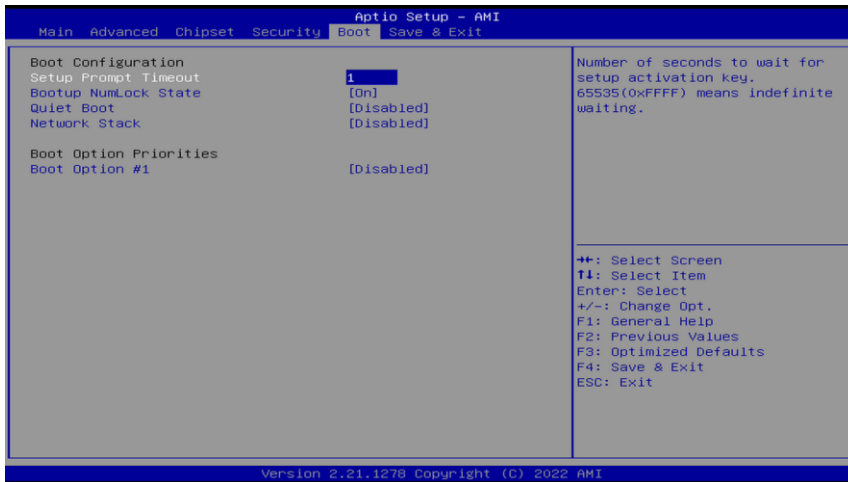 Aptio Setup – AMI
Main Advanced Chipset Security Boot Save & Exit
Boot Configuration
Setup Prompt Timeout 1
Bootup NumLock State [On]
Quiet Boot [Disabled]
Network Stack [Disabled]
Boot Option Priorities
Boot Option #1 [Disabled]
Number of seconds to wait for
setup activation key.
65535(0xFFFF) means indefinite
waiting.
→←: Select Screen
↑↓: Select Item
Enter: Select
+/-: Change Opt.
F1: General Help
F2: Previous Values
F3: Optimized Defaults
F4: Save & Exit
ESC: Exit
Version 2.21.1278 Copyright (C) 2022 AMI